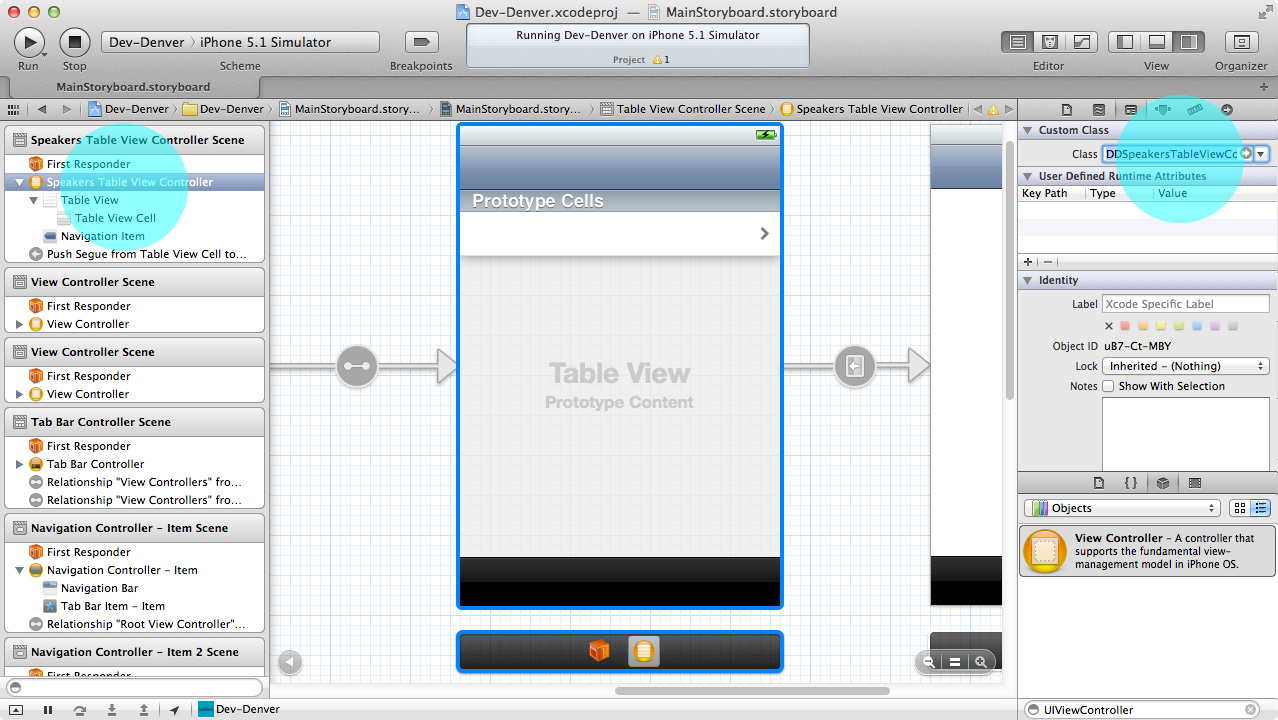 Dev-Denver.xcodeproj — MainStoryboard.storyboard
Run
Stop
Dev-Denver
iPhone 5.1 Simulator
Scheme
Breakpoints
Running Dev-Denver on iPhone 5.1 Simulator
Project
1
Editor
View
Organizer
MainStoryboard.storyboard
Dev-Denver
Dev-Denver
MainStoryboard.story...
MainStoryboard.sto...
Table View Controller Scene
Speakers Table View Controller
Speakers Table View Controller Scene
First Responder
Speakers Table View Controller
Table View
Table View Cell
Navigation Item
Push Segue from Table View Cell to...
View Controller Scene
First Responder
View Controller
View Controller Scene
First Responder
View Controller
Tab Bar Controller Scene
First Responder
Tab Bar Controller
Relationship "View Controllers" fro...
Relationship "View Controllers" fro...
Navigation Controller – Item Scene
First Responder
Navigation Controller – Item
Navigation Bar
Tab Bar Item – Item
Relationship "Root View Controller"...
Navigation Controller – Item 2 Scene
First Responder
Prototype Cells
Table View
Prototype Content
Custom Class
Class
DDSpeakersTableViewCo
User Defined Runtime Attributes
Key Path
Type
Value
Identity
Label
Xcode Specific Label
Object ID
uB7-Ct-MBY
Lock
Inherited – (Nothing)
Notes
Show With Selection
{ }
Objects
View Controller – A controller that
supports the fundamental view-
management model in iPhone OS.
Dev-Denver
UIViewController